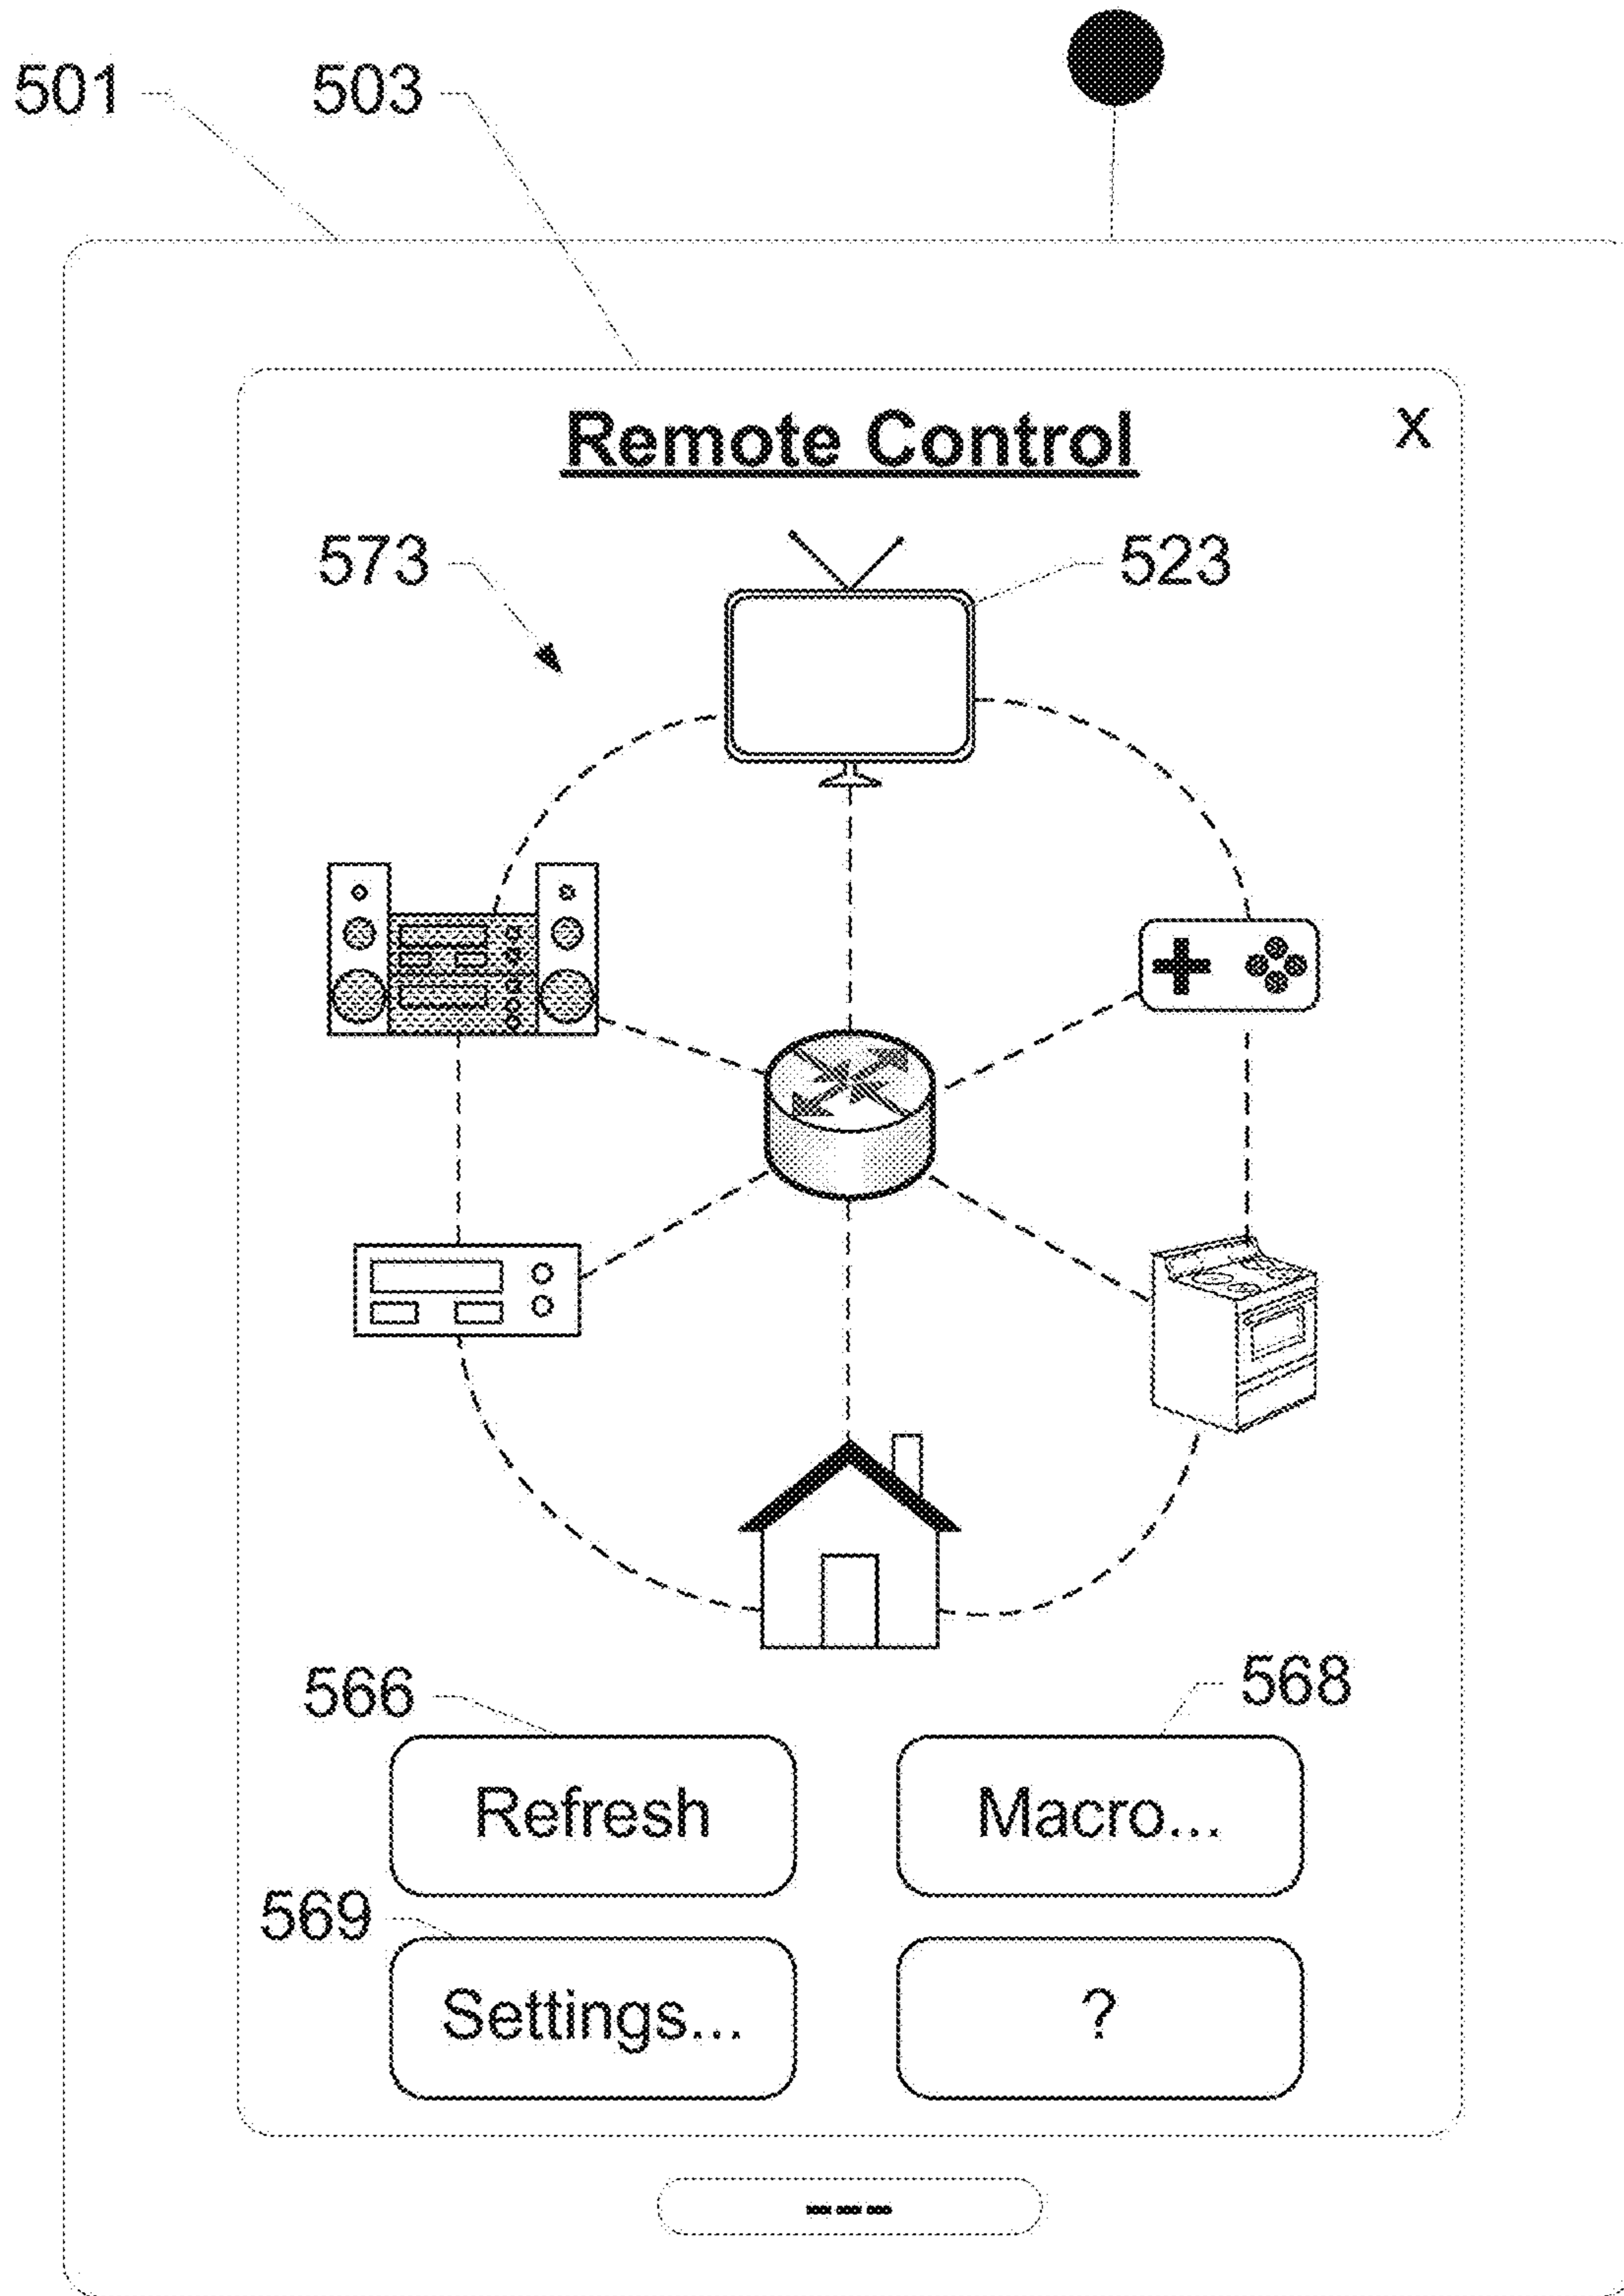 501 503
Remote Control X
573 523
566 568
Refresh Macro...
569
Settings... ?